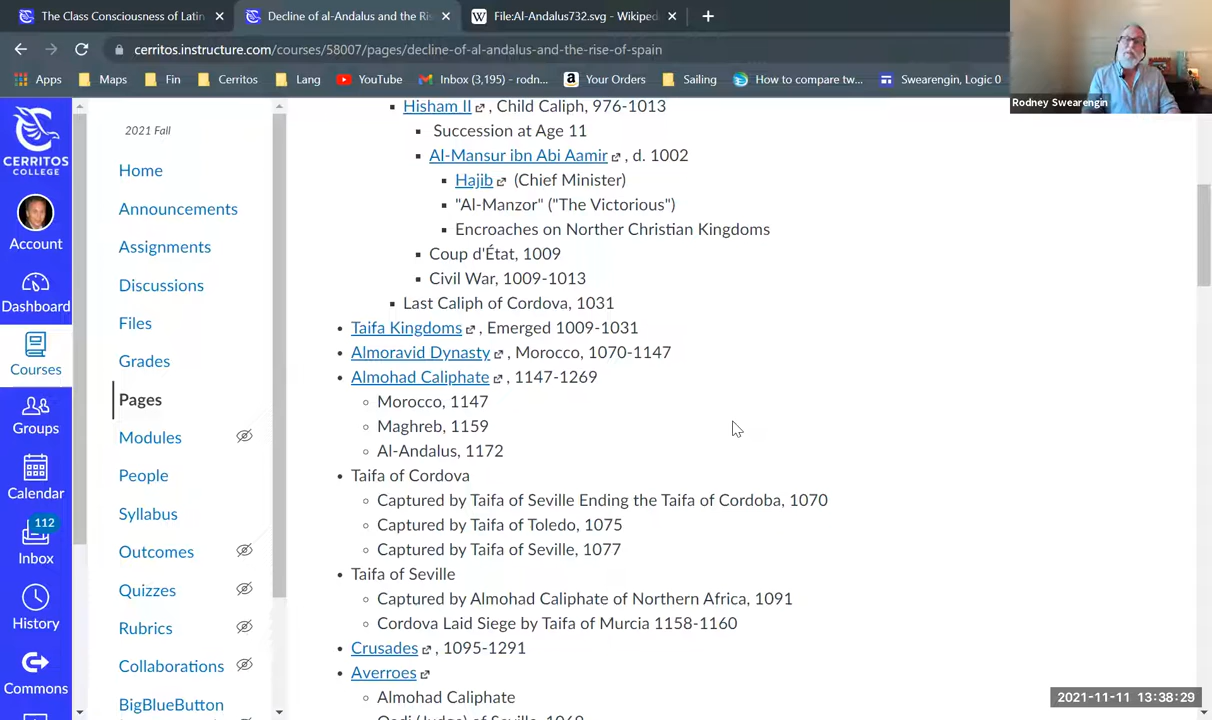 The Class Consciousness of Latin
Decline of al-Andalus and the Ris
File:Al-Andalus732.svg - Wikiped
cerritos.instructure.com/courses/58007/pages/decline-of-al-andalus-and-the-rise-of-spain
Apps
Maps
Fin
Cerritos
Lang
YouTube
Inbox (3,195) - rodn...
Your Orders
Sailing
How to compare tw...
Swearengin, Logic 0
Rodney Swearengin
CERRITOS
COLLEGE
Account
Dashboard
Courses
Groups
Calendar
112
Inbox
History
Commons
2021 Fall
Home
Announcements
Assignments
Discussions
Files
Grades
Pages
Modules
People
Syllabus
Outcomes
Quizzes
Rubrics
Collaborations
BigBlueButton
Hisham II , Child Caliph, 976-1013
Succession at Age 11
Al-Mansur ibn Abi Aamir , d. 1002
Hajib (Chief Minister)
"Al-Manzor" ("The Victorious")
Encroaches on Norther Christian Kingdoms
Coup d'État, 1009
Civil War, 1009-1013
Last Caliph of Cordova, 1031
Taifa Kingdoms , Emerged 1009-1031
Almoravid Dynasty , Morocco, 1070-1147
Almohad Caliphate , 1147-1269
Morocco, 1147
Maghreb, 1159
Al-Andalus, 1172
Taifa of Cordova
Captured by Taifa of Seville Ending the Taifa of Cordoba, 1070
Captured by Taifa of Toledo, 1075
Captured by Taifa of Seville, 1077
Taifa of Seville
Captured by Almohad Caliphate of Northern Africa, 1091
Cordova Laid Siege by Taifa of Murcia 1158-1160
Crusades , 1095-1291
Averroes
Almohad Caliphate
2021-11-11 13:38:29